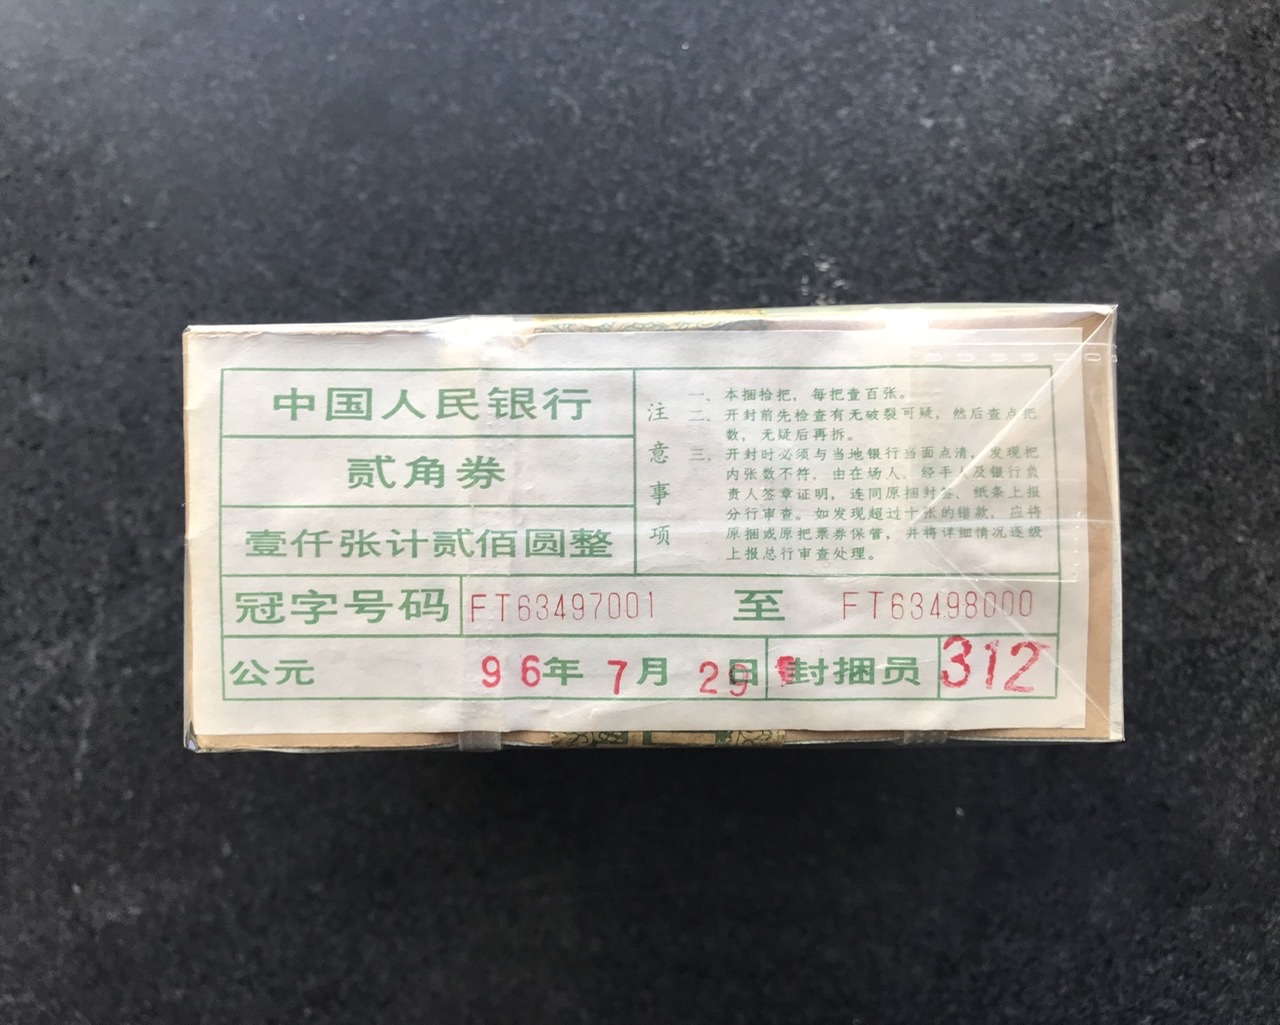 中国人民银行
贰角券
壹仟张计贰佰圆整
注意事项
一、本捆拾把，每把壹百张。
二、开封前先检查有无破裂可疑，然后查点把
数，无疑后再拆。
三、开封时必须与当地银行当面点清，发现把
内张数不符，由在场人、经手人及银行负
责人签章证明，连同原捆封签、纸条上报
分行审查。如发现超过十张的错款，应将
原捆或原把票券保管，并将详细情况逐级
上报总行审查处理。
冠字号码 FT63497001 至 FT63498000
公元 96年 7月 29日 封捆员 312